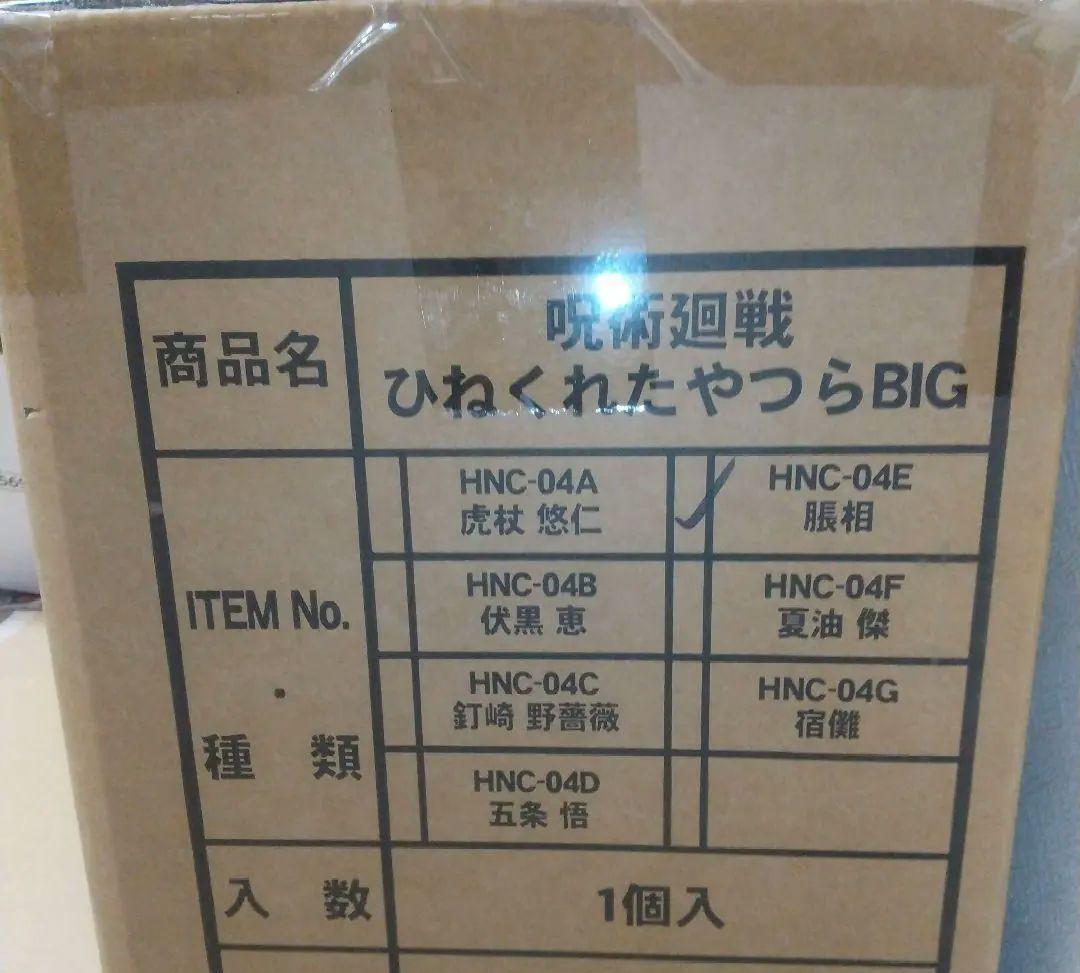 商品名
呪術廻戦
ひねくれたやつらBIG
ITEM No.
・
種 類
HNC-04A
虎杖 悠仁
HNC-04E
脹相
HNC-04B
伏黒 恵
HNC-04F
夏油 傑
HNC-04C
釘崎 野薔薇
HNC-04G
宿儺
HNC-04D
五条 悟
入 数
1個入